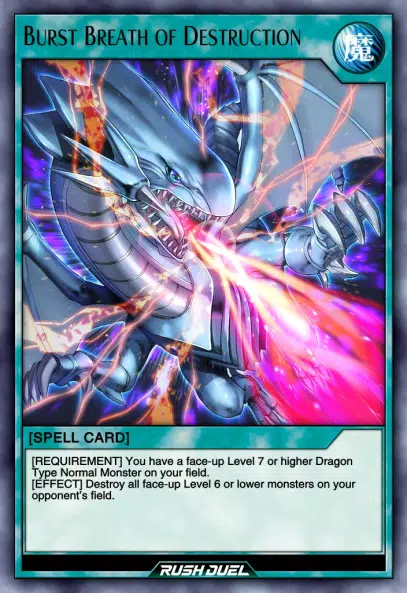 Burst Breath of Destruction
魔
[SPELL CARD]
[REQUIREMENT] You have a face-up Level 7 or higher Dragon
Type Normal Monster on your field.
[EFFECT] Destroy all face-up Level 6 or lower monsters on your
opponent's field.
RUSH DUEL